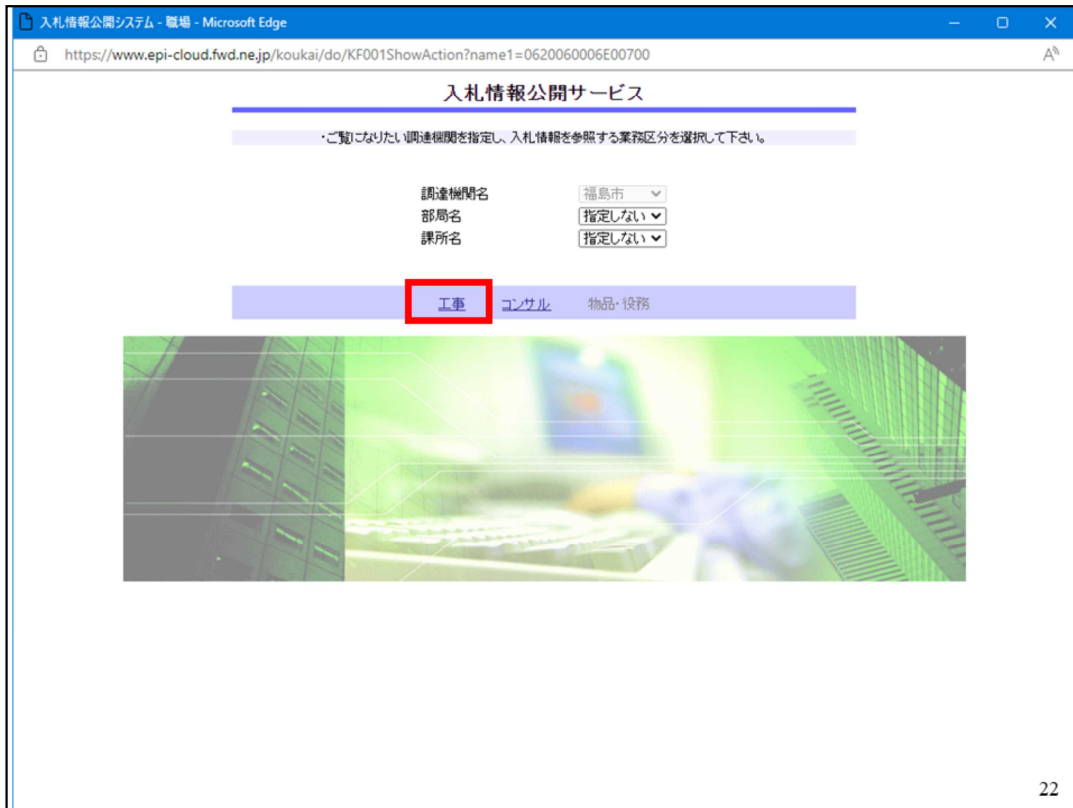 入札情報公開システム - 職場 - Microsoft Edge
https://www.epi-cloud.fwd.ne.jp/koukai/do/KF001ShowAction?name1=0620060006E00700
入札情報公開サービス
・ご覧になりたい調達機関を指定し、入札情報を参照する業務区分を選択して下さい。
調達機関名 福島市
部局名 指定しない
課所名 指定しない
工事 コンサル 物品・役務
22